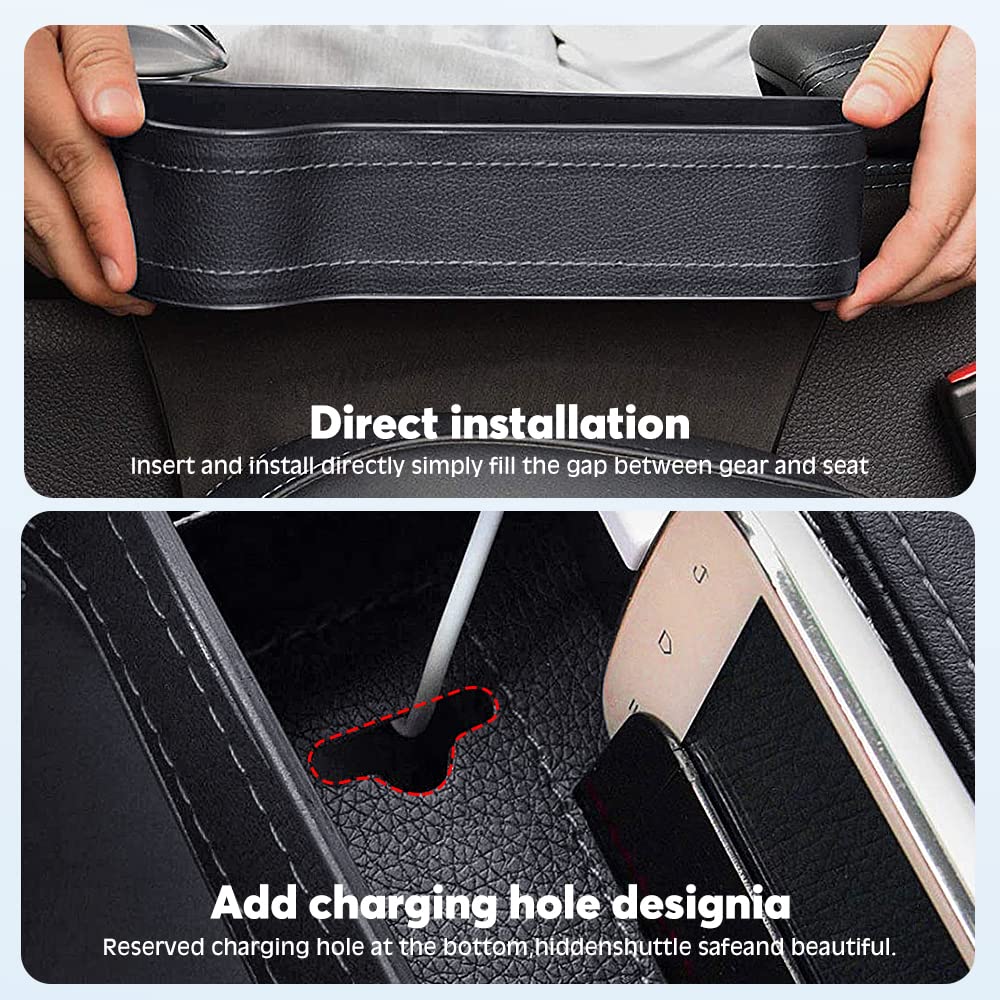 Direct installation
Insert and install directly simply fill the gap between gear and seat
Add charging hole designia
Reserved charging hole at the bottom,hiddenshuttle safeand beautiful.